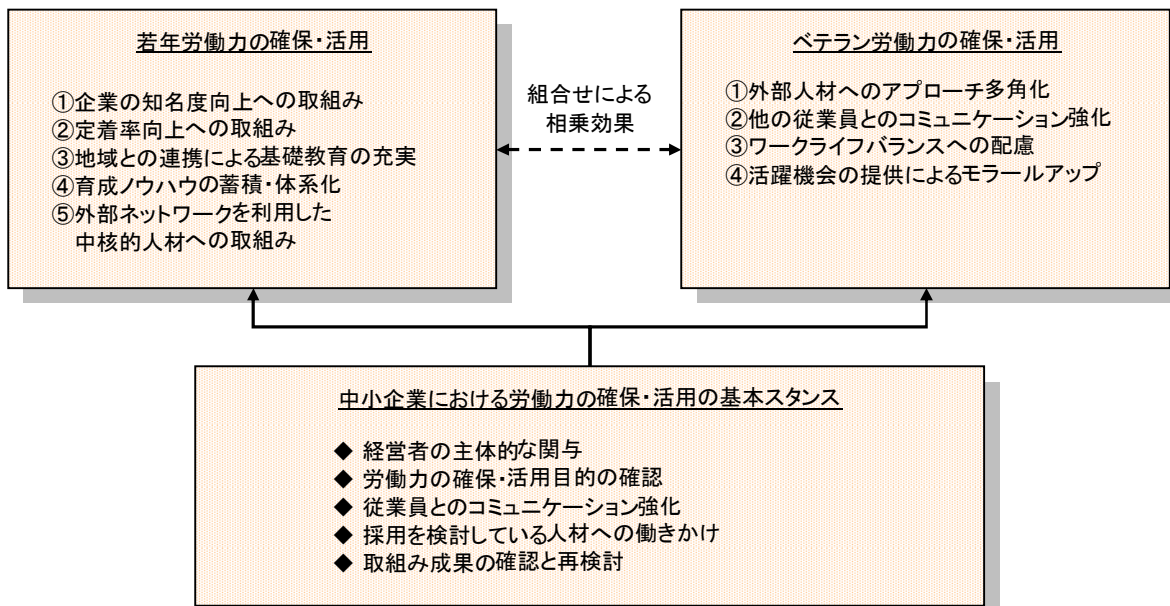 若年労働力の確保・活用
①企業の知名度向上への取組み
②定着率向上への取組み
③地域との連携による基礎教育の充実
④育成ノウハウの蓄積・体系化
⑤外部ネットワークを利用した
中核的人材への取組み
組合せによる
相乗効果
ベテラン労働力の確保・活用
①外部人材へのアプローチ多角化
②他の従業員とのコミュニケーション強化
③ワークライフバランスへの配慮
④活躍機会の提供によるモラールアップ
中小企業における労働力の確保・活用の基本スタンス
◆ 経営者の主体的な関与
◆ 労働力の確保・活用目的の確認
◆ 従業員とのコミュニケーション強化
◆ 採用を検討している人材への働きかけ
◆ 取組み成果の確認と再検討